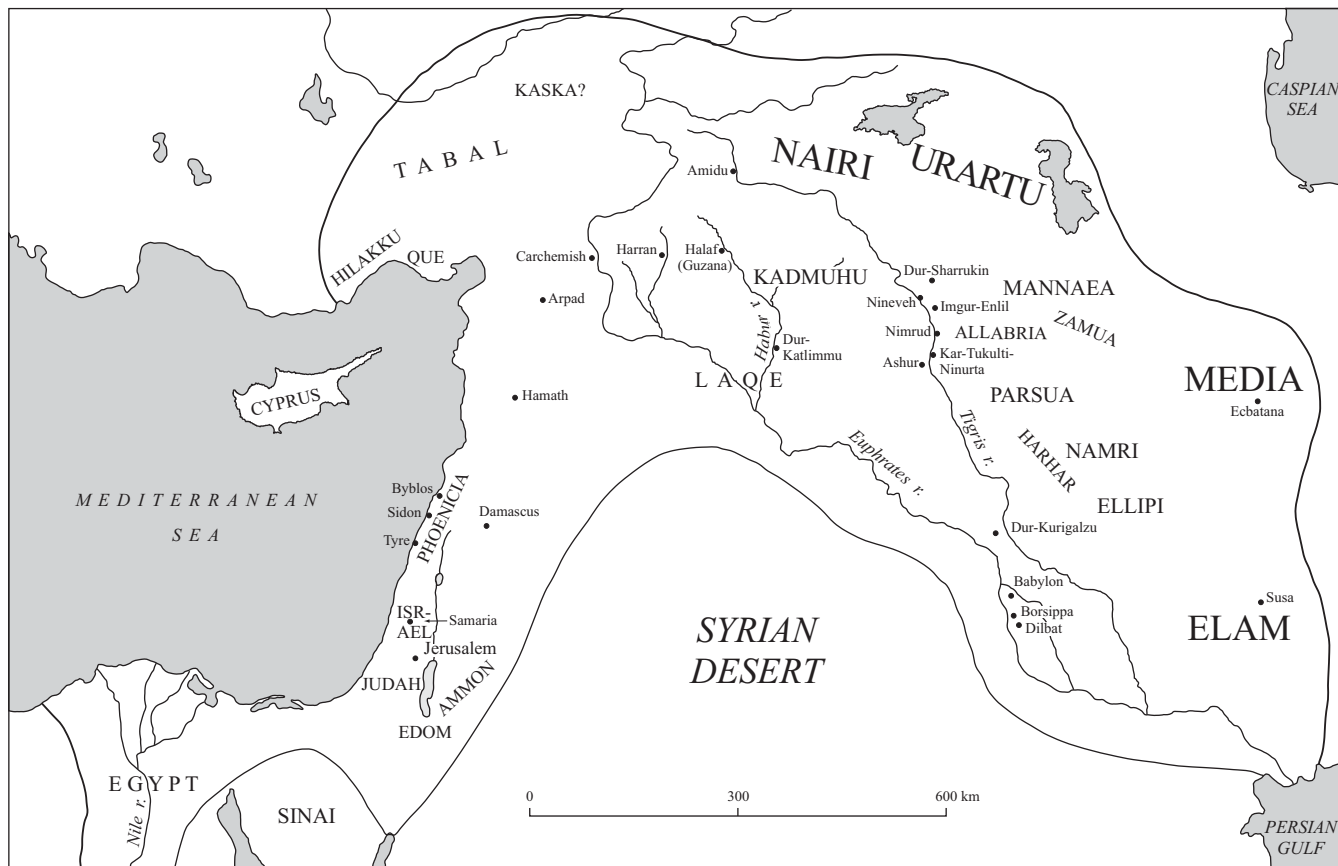 KASKA?
CASPIAN
SEA
TABAL
NAIRI
URARTU
Amidu
HILAKKU
QUE
Carchemish
Harran
Halaf
(Guzana)
KADMUHU
Dur-Sharrukin
MANNAEA
Nineveh
Imgur-Enlil
Arpad
Habur r.
ZAMUA
Nimrud
ALLABRIA
Dur-
Katlimmu
Ashur
Kar-Tukulti-
Ninurta
LAQE
MEDIA
Ecbatana
CYPRUS
Hamath
PARSUA
Tigris r.
HARHAR
NAMRI
Euphrates r.
MEDITERRANEAN
SEA
Byblos
Sidon
Tyre
PHOENICIA
Damascus
ELLIPI
Dur-Kurigalzu
Babylon
Borsippa
Dilbat
Susa
ELAM
ISR-
AEL
Samaria
Jerusalem
JUDAH
AMMON
EDOM
SYRIAN
DESERT
EGYPT
Nile r.
SINAI
0 300 600 km
PERSIAN
GULF